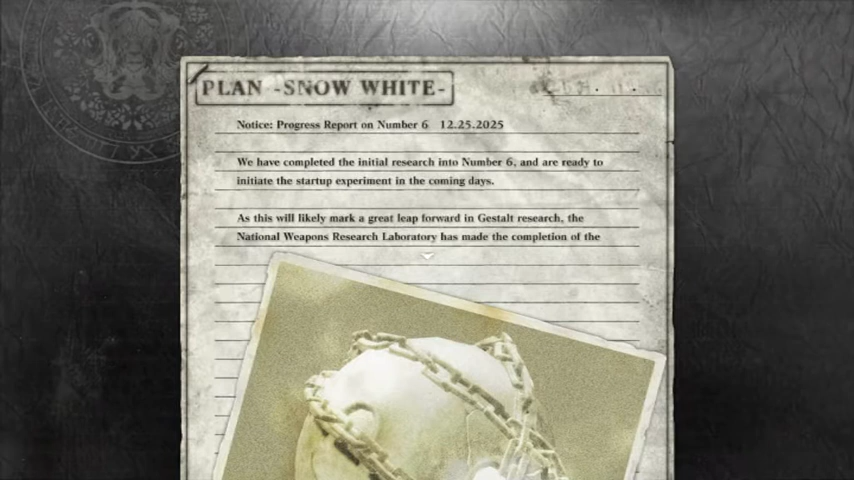 PLAN -SNOW WHITE-
Notice: Progress Report on Number 6 12.25.2025
We have completed the initial research into Number 6, and are ready to
initiate the startup experiment in the coming days.
As this will likely mark a great leap forward in Gestalt research, the
National Weapons Research Laboratory has made the completion of the